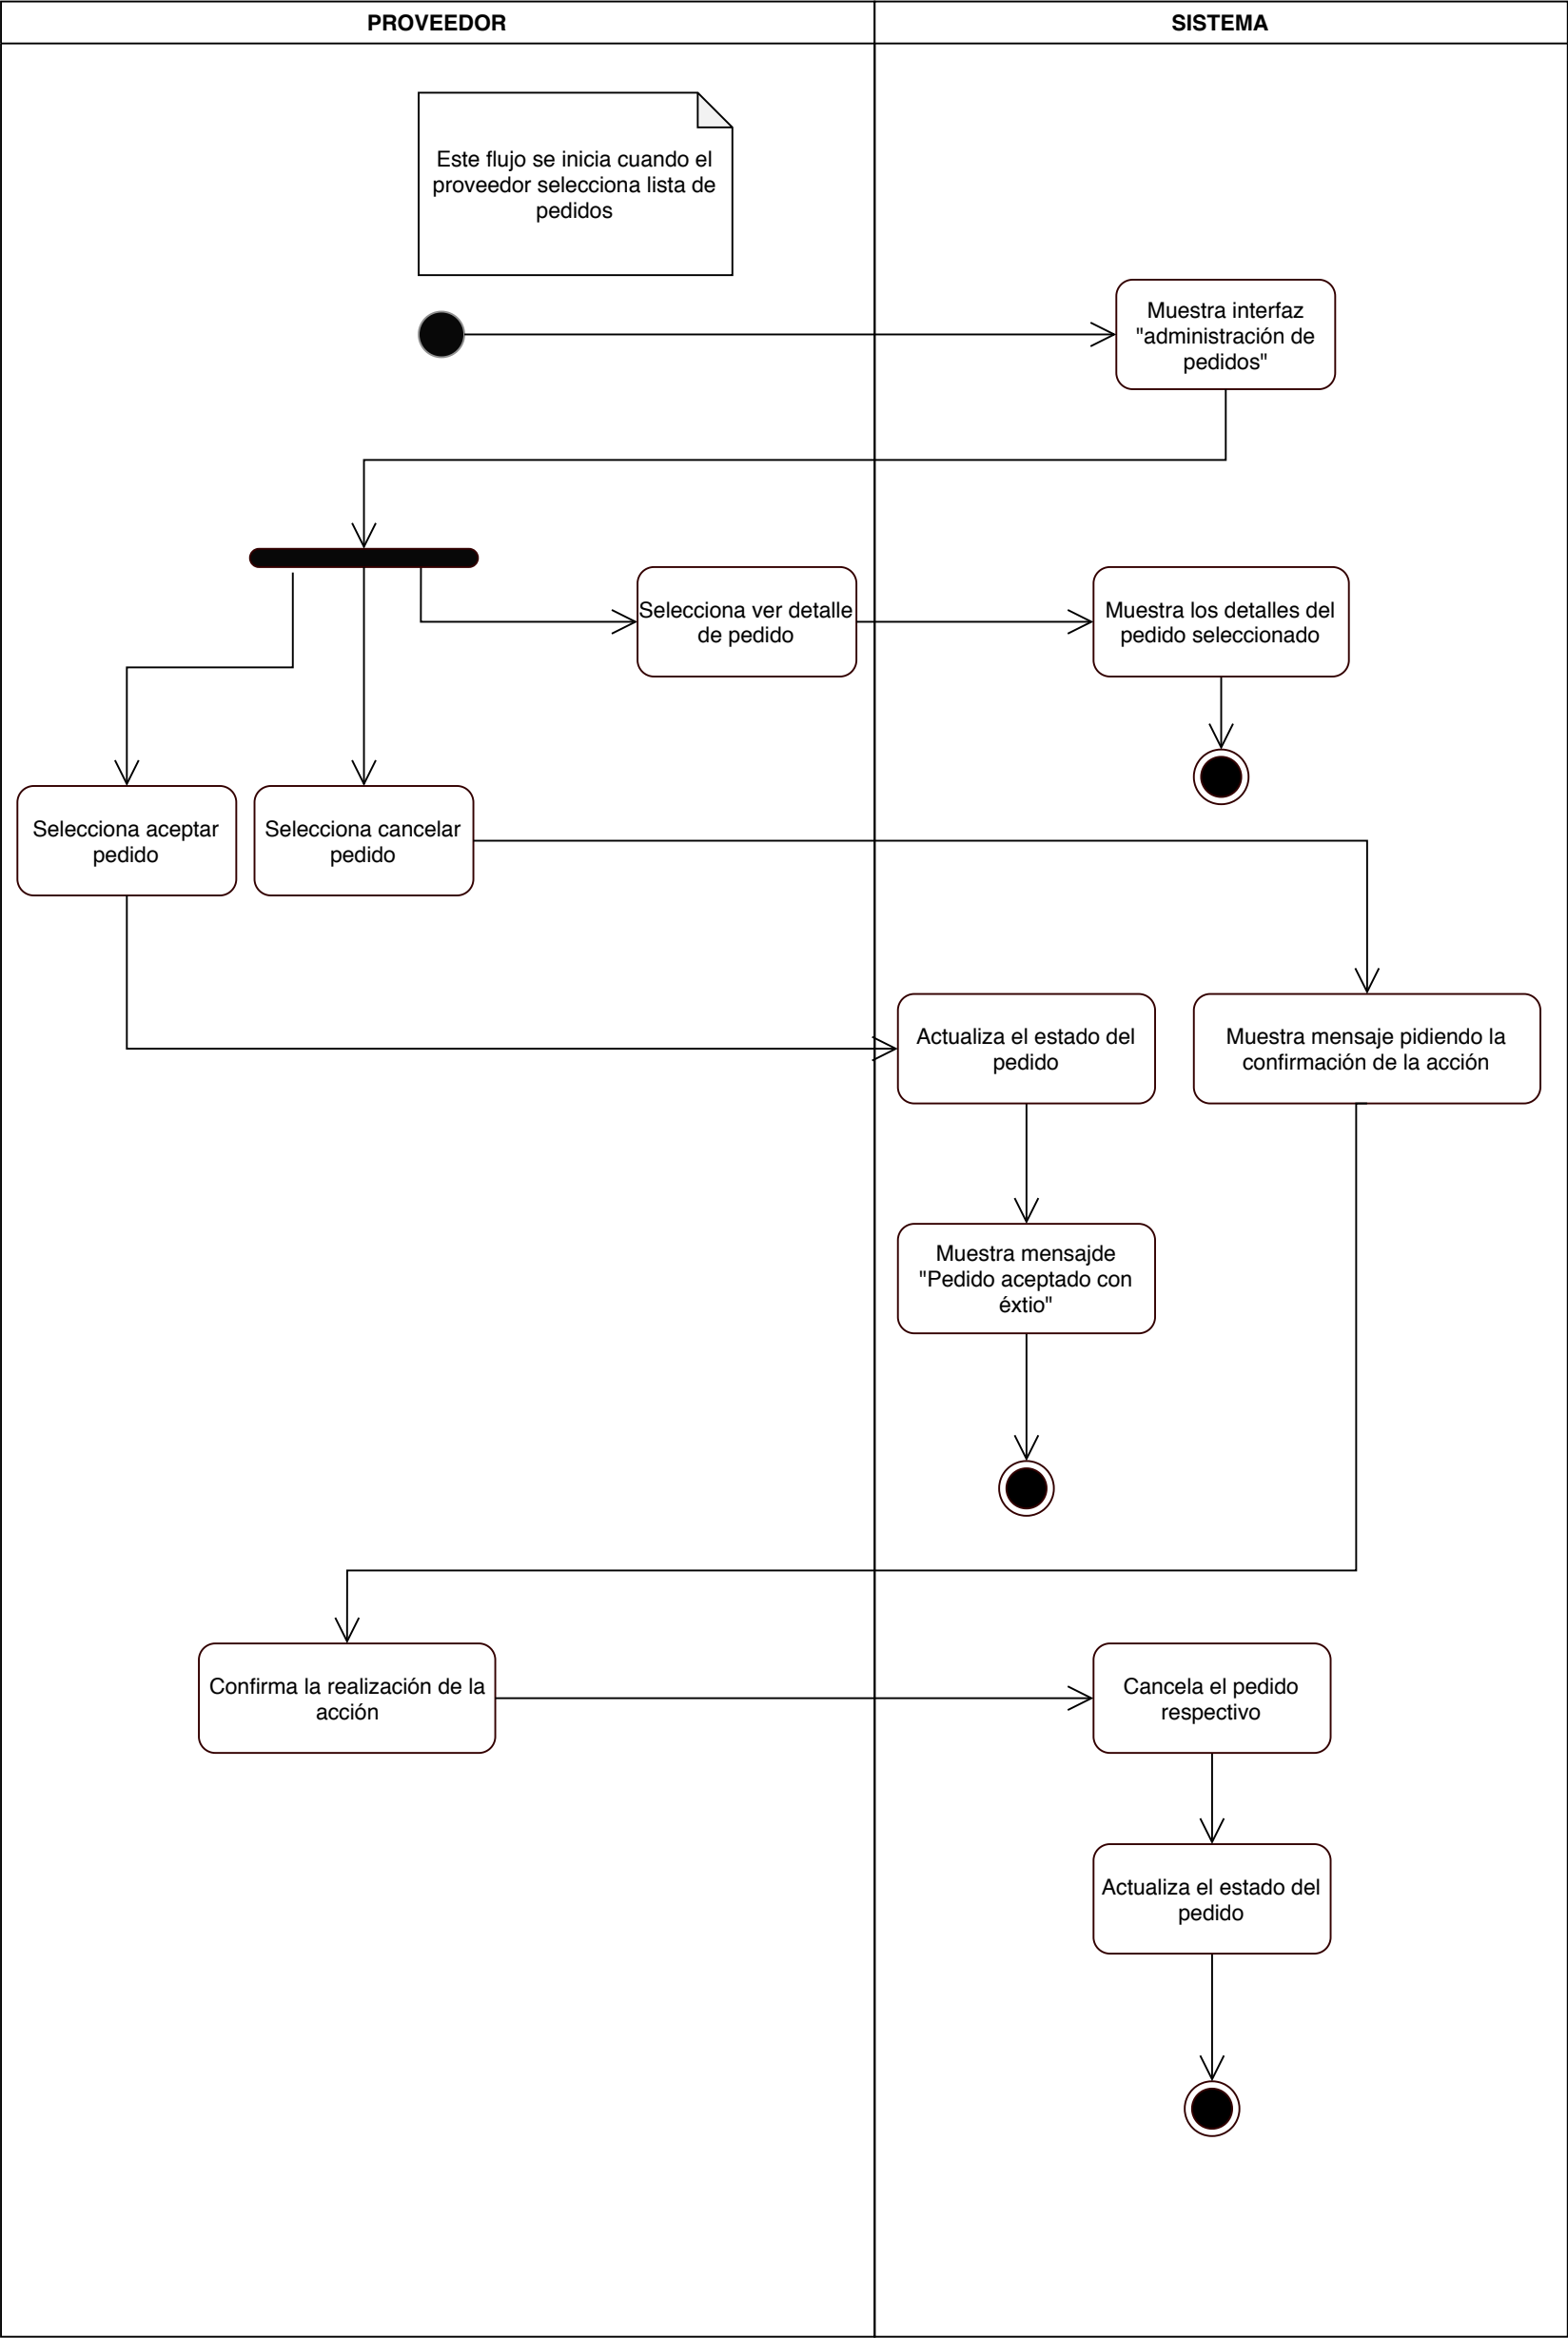 PROVEEDOR
SISTEMA
Este flujo se inicia cuando el
proveedor selecciona lista de
pedidos
Muestra interfaz
"administración de
pedidos"
Selecciona ver detalle
de pedido
Muestra los detalles del
pedido seleccionado
Selecciona aceptar
pedido
Selecciona cancelar
pedido
Actualiza el estado del
pedido
Muestra mensaje pidiendo la
confirmación de la acción
Muestra mensajde
"Pedido aceptado con
éxtio"
Confirma la realización de la
acción
Cancela el pedido
respectivo
Actualiza el estado del
pedido